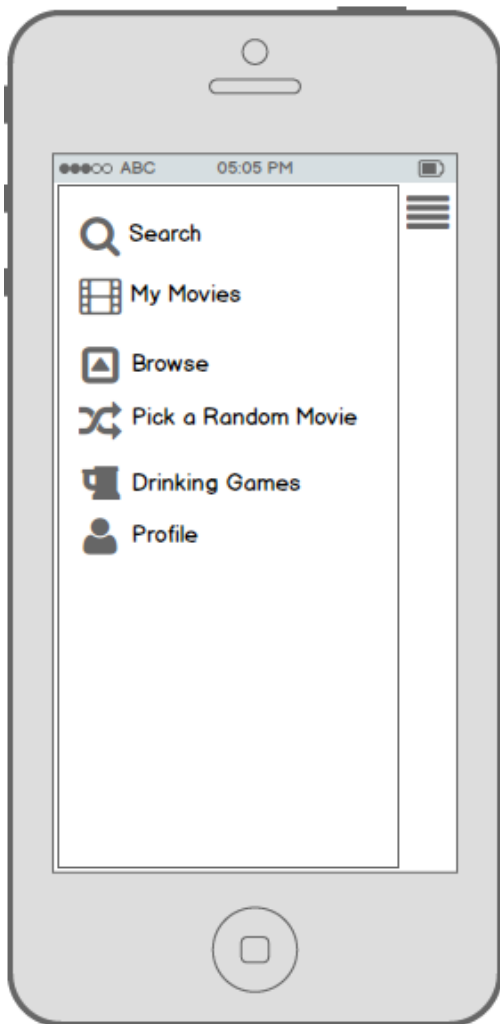 ABC 05:05 PM
Search
My Movies
Browse
Pick a Random Movie
Drinking Games
Profile